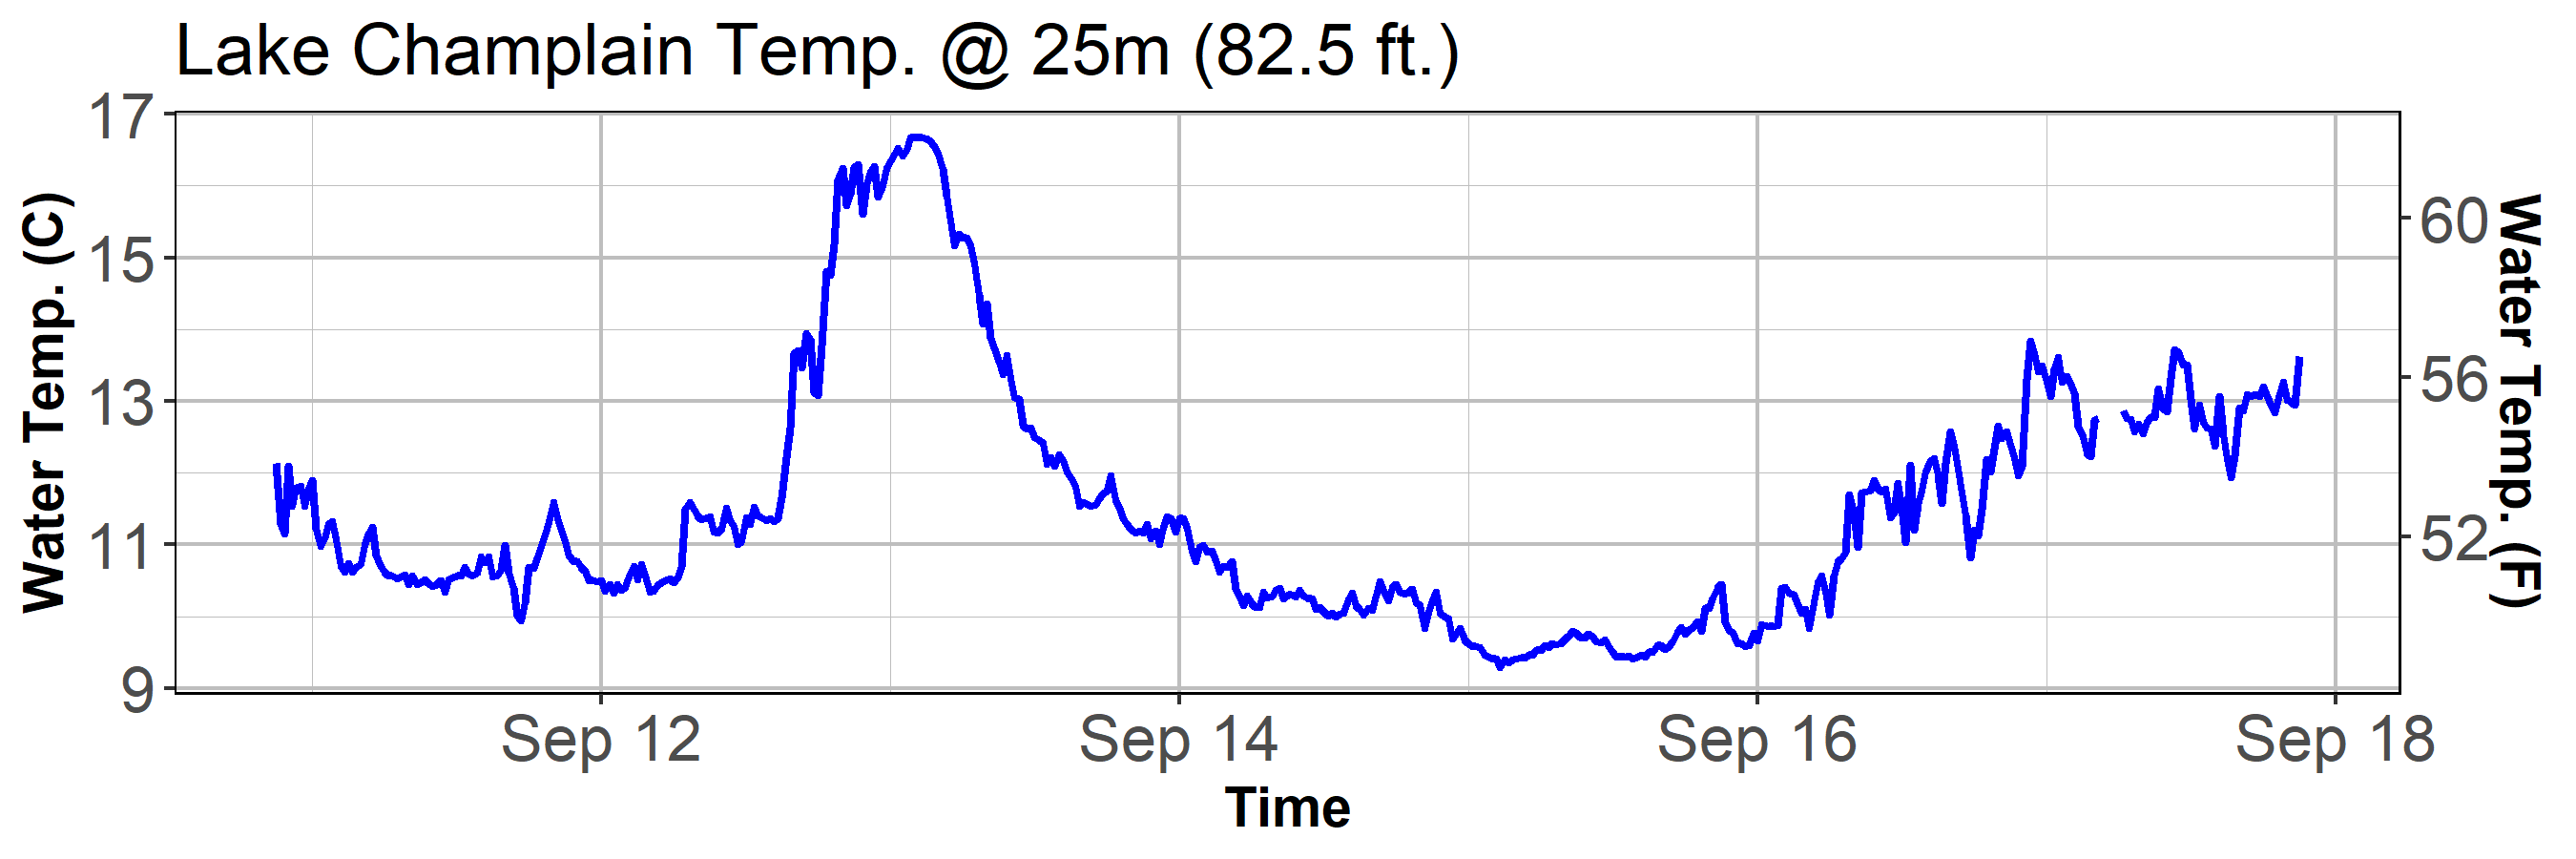 Lake Champlain Temp. @ 25m (82.5 ft.)
Water Temp. (C)
17
15
13
11
9
60
56
52
Water Temp. (F)
Sep 12 Sep 14 Sep 16 Sep 18
Time